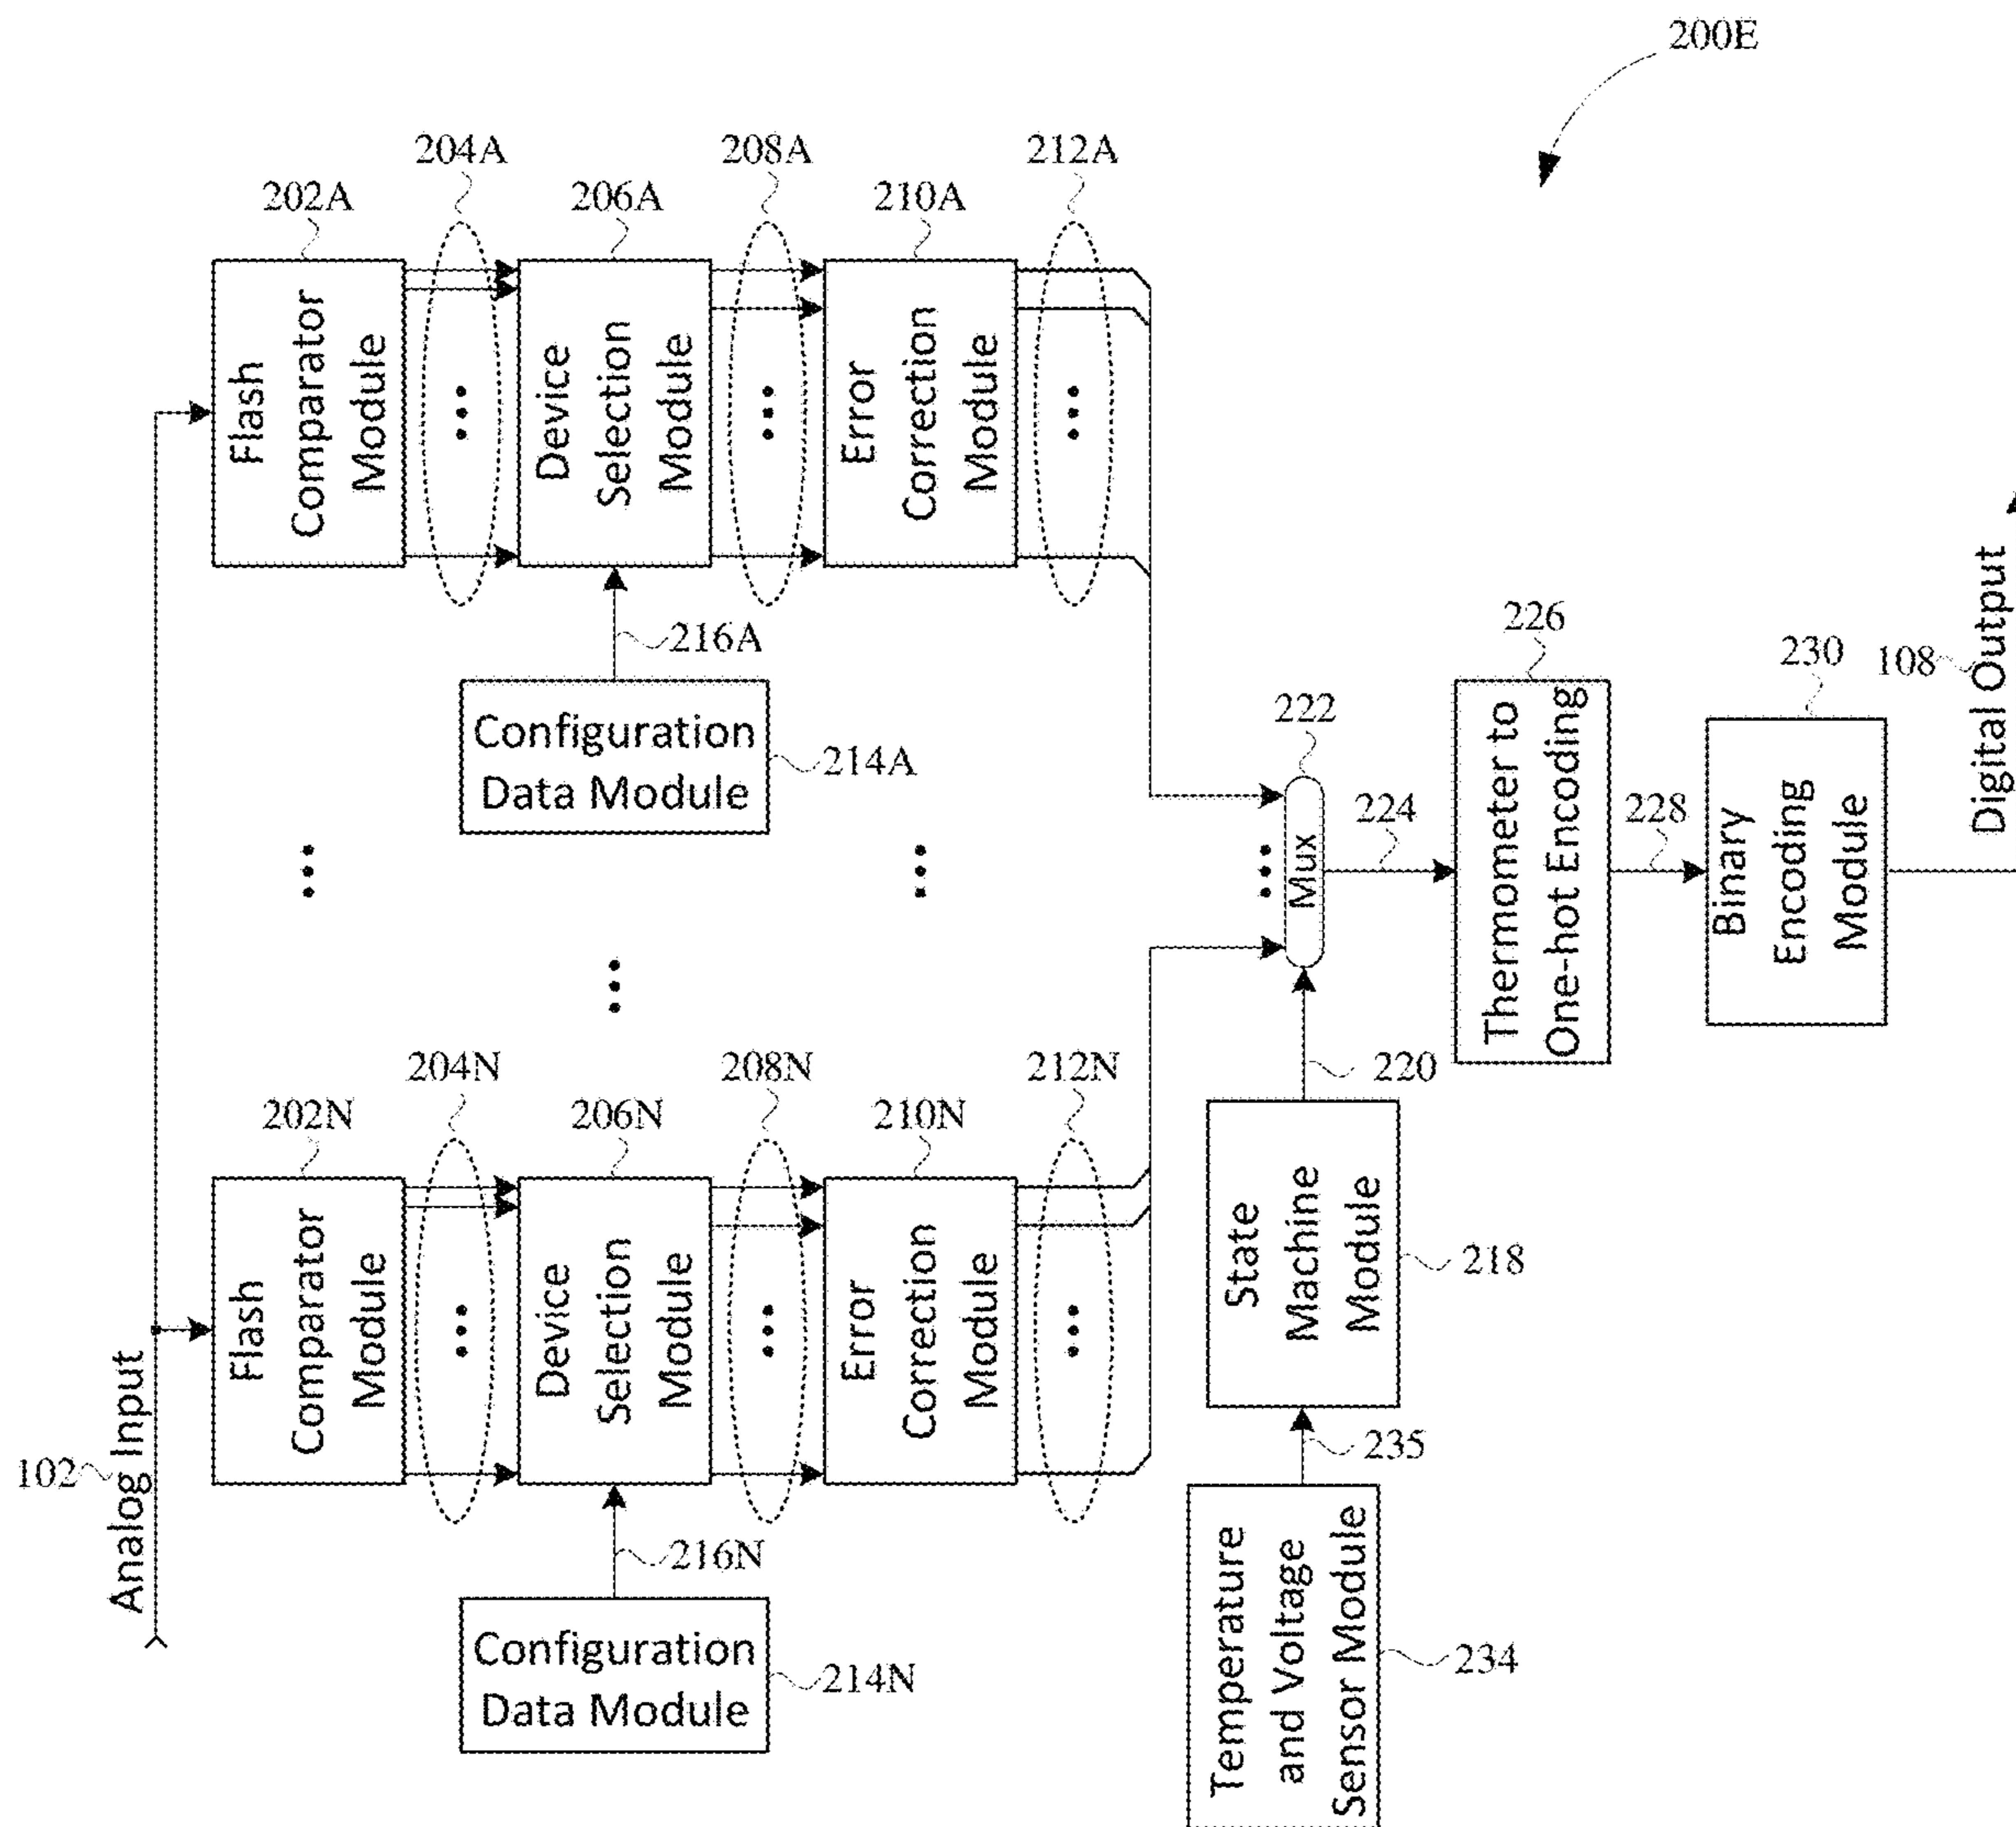 200E
204A
208A
212A
202A
206A
210A
Flash
Comparator
Module
Device
Selection
Module
Error
Correction
Module
216A
Configuration
Data Module
214A
222
Mux
224
226
Thermometer to
One-hot Encoding
228
230
Binary
Encoding
Module
108
Digital Output
204N
208N
212N
202N
206N
210N
Flash
Comparator
Module
Device
Selection
Module
Error
Correction
Module
220
State
Machine
Module
218
102
Analog Input
235
216N
Configuration
Data Module
214N
Temperature
and Voltage
Sensor Module
234